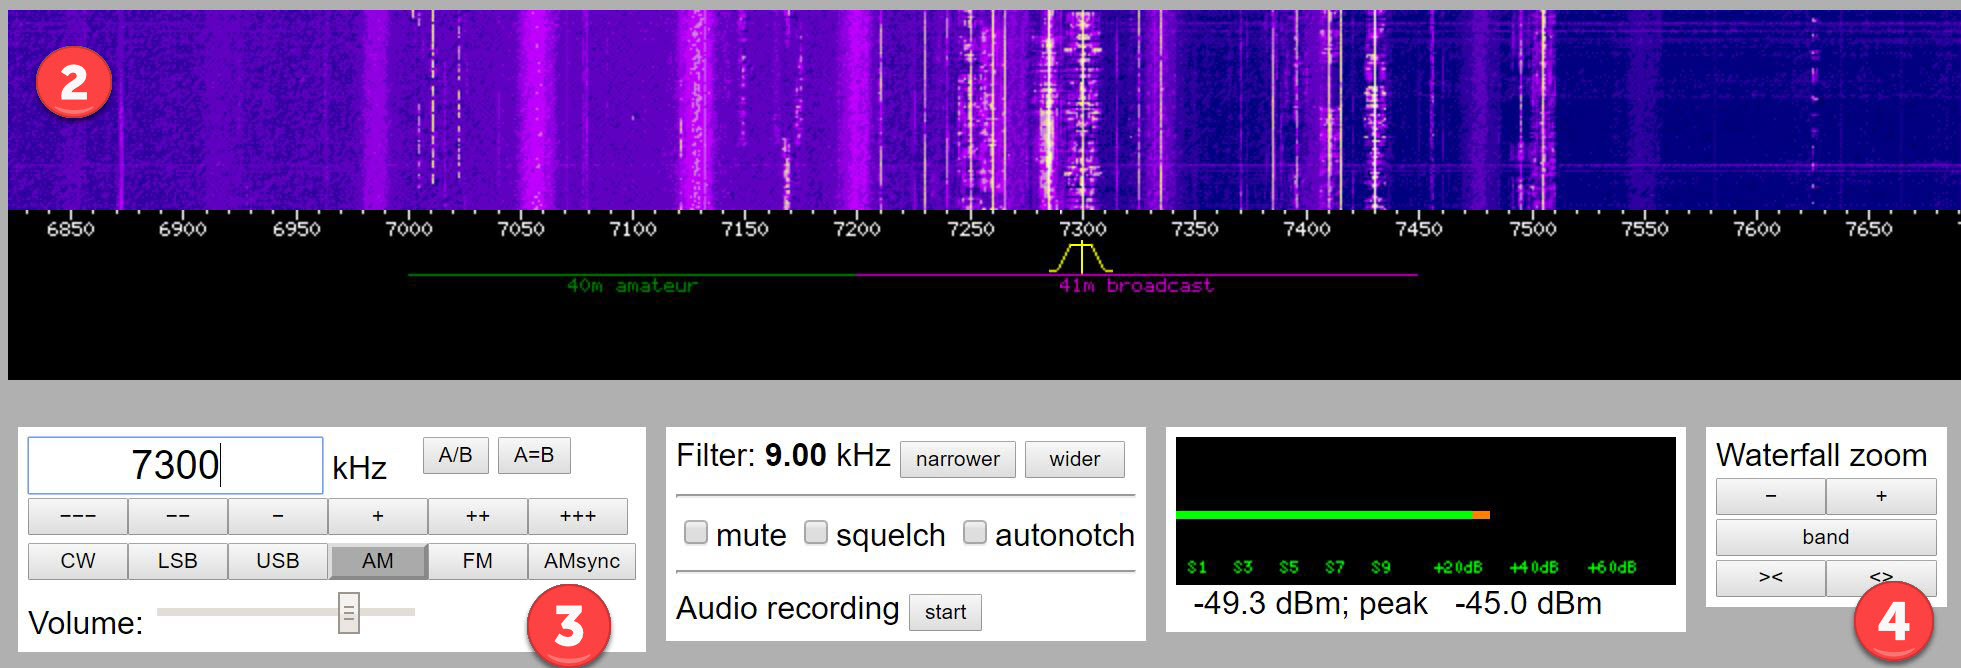 2
6850 6900 6950 7000 7050 7100 7150 7200 7250 7300 7350 7400 7450 7500 7550 7600 7650
40m amateur 41m broadcast
7300 kHz A/B A=B
--- -- - + ++ +++
CW LSB USB AM FM AMsync
Volume:
3
Filter: 9.00 kHz narrower wider
mute squelch autonotch
Audio recording start
S1 S3 S5 S7 S9 +20dB +40dB +60dB
-49.3 dBm; peak -45.0 dBm
Waterfall zoom
- +
band
>< <>
4